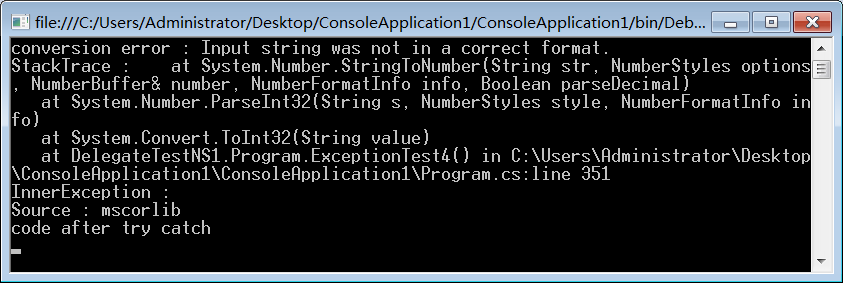 file:///C:/Users/Administrator/Desktop/ConsoleApplication1/ConsoleApplication1/bin/Deb...
conversion error : Input string was not in a correct format.
StackTrace :    at System.Number.StringToNumber(String str, NumberStyles options
, NumberBuffer& number, NumberFormatInfo info, Boolean parseDecimal)
   at System.Number.ParseInt32(String s, NumberStyles style, NumberFormatInfo in
fo)
   at System.Convert.ToInt32(String value)
   at DelegateTestNS1.Program.ExceptionTest4() in C:\Users\Administrator\Desktop
\ConsoleApplication1\ConsoleApplication1\Program.cs:line 351
InnerException :
Source : mscorlib
code after try catch